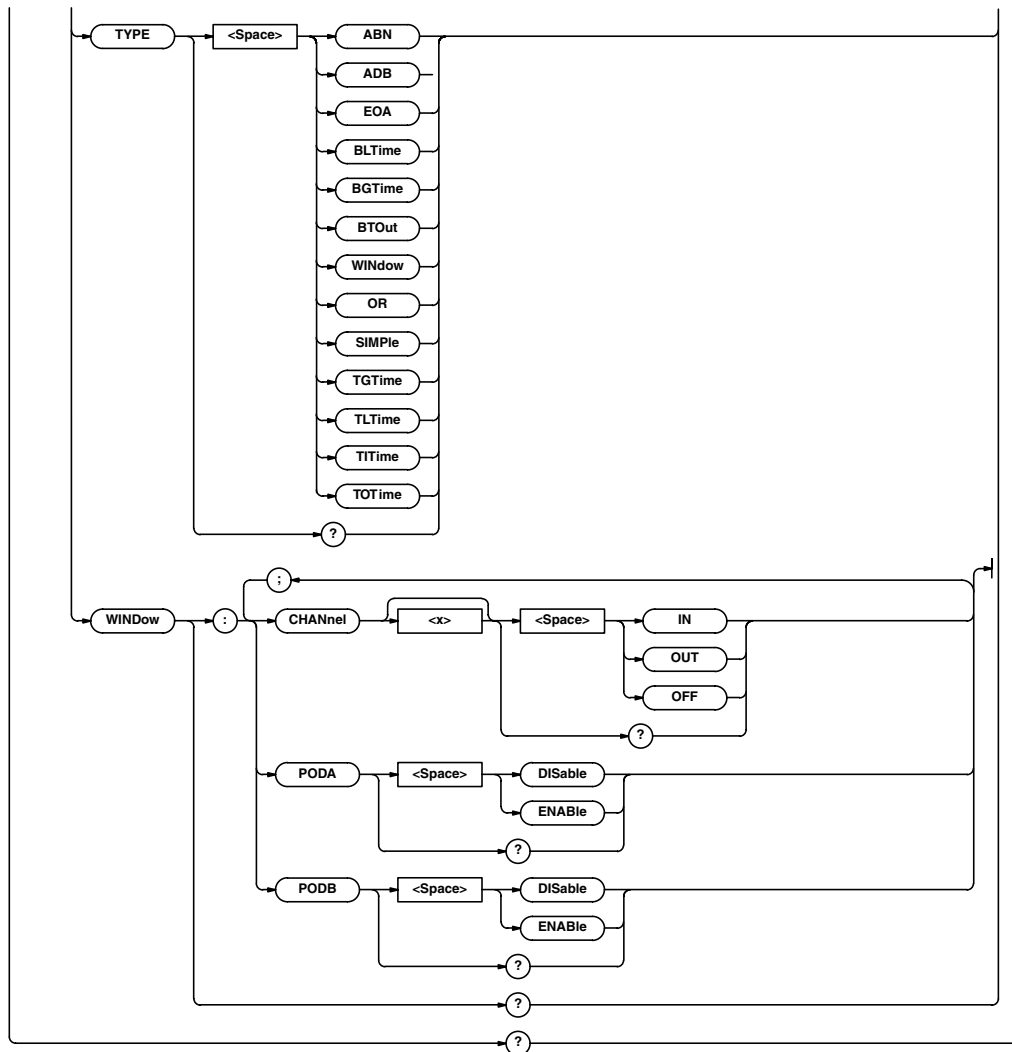 TYPE <Space> ABN
ADB
EOA
BLTime
BGTime
BTOut
WINdow
OR
SIMPle
TGTime
TLTime
TITime
TOTime
?
;
WINDow : CHANnel <x> <Space> IN
OUT
OFF
?
PODA <Space> DISable
ENABle
?
PODB <Space> DISable
ENABle
?
?
?